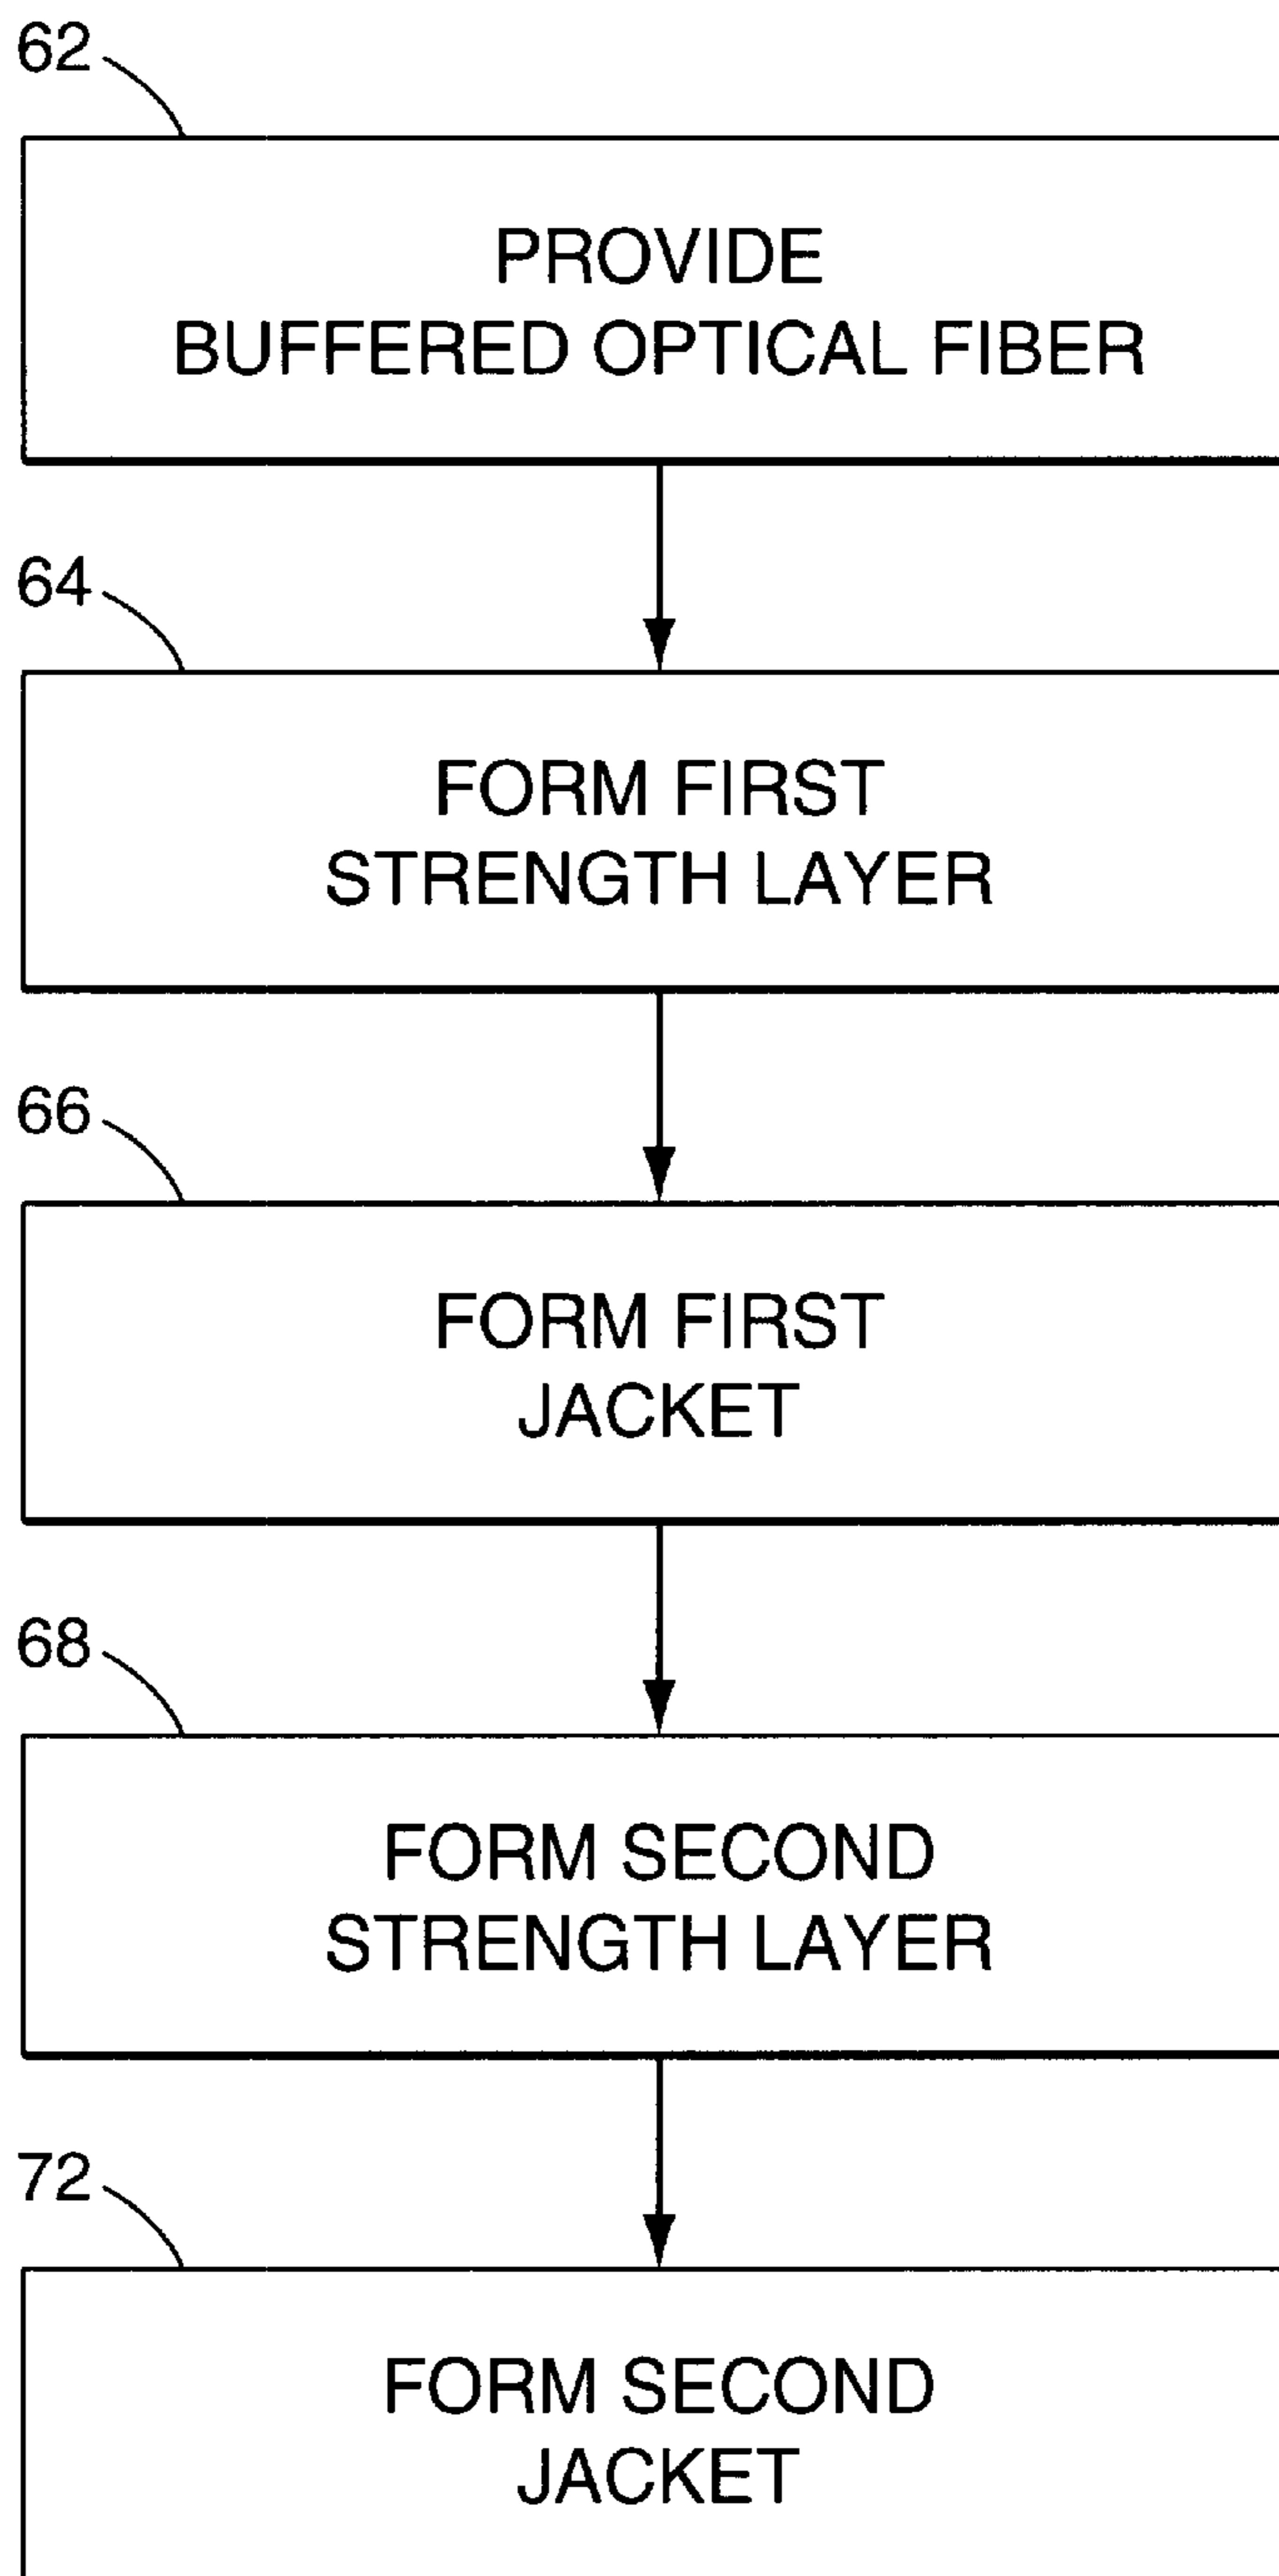 62
PROVIDE
BUFFERED OPTICAL FIBER
64
FORM FIRST
STRENGTH LAYER
66
FORM FIRST
JACKET
68
FORM SECOND
STRENGTH LAYER
72
FORM SECOND
JACKET